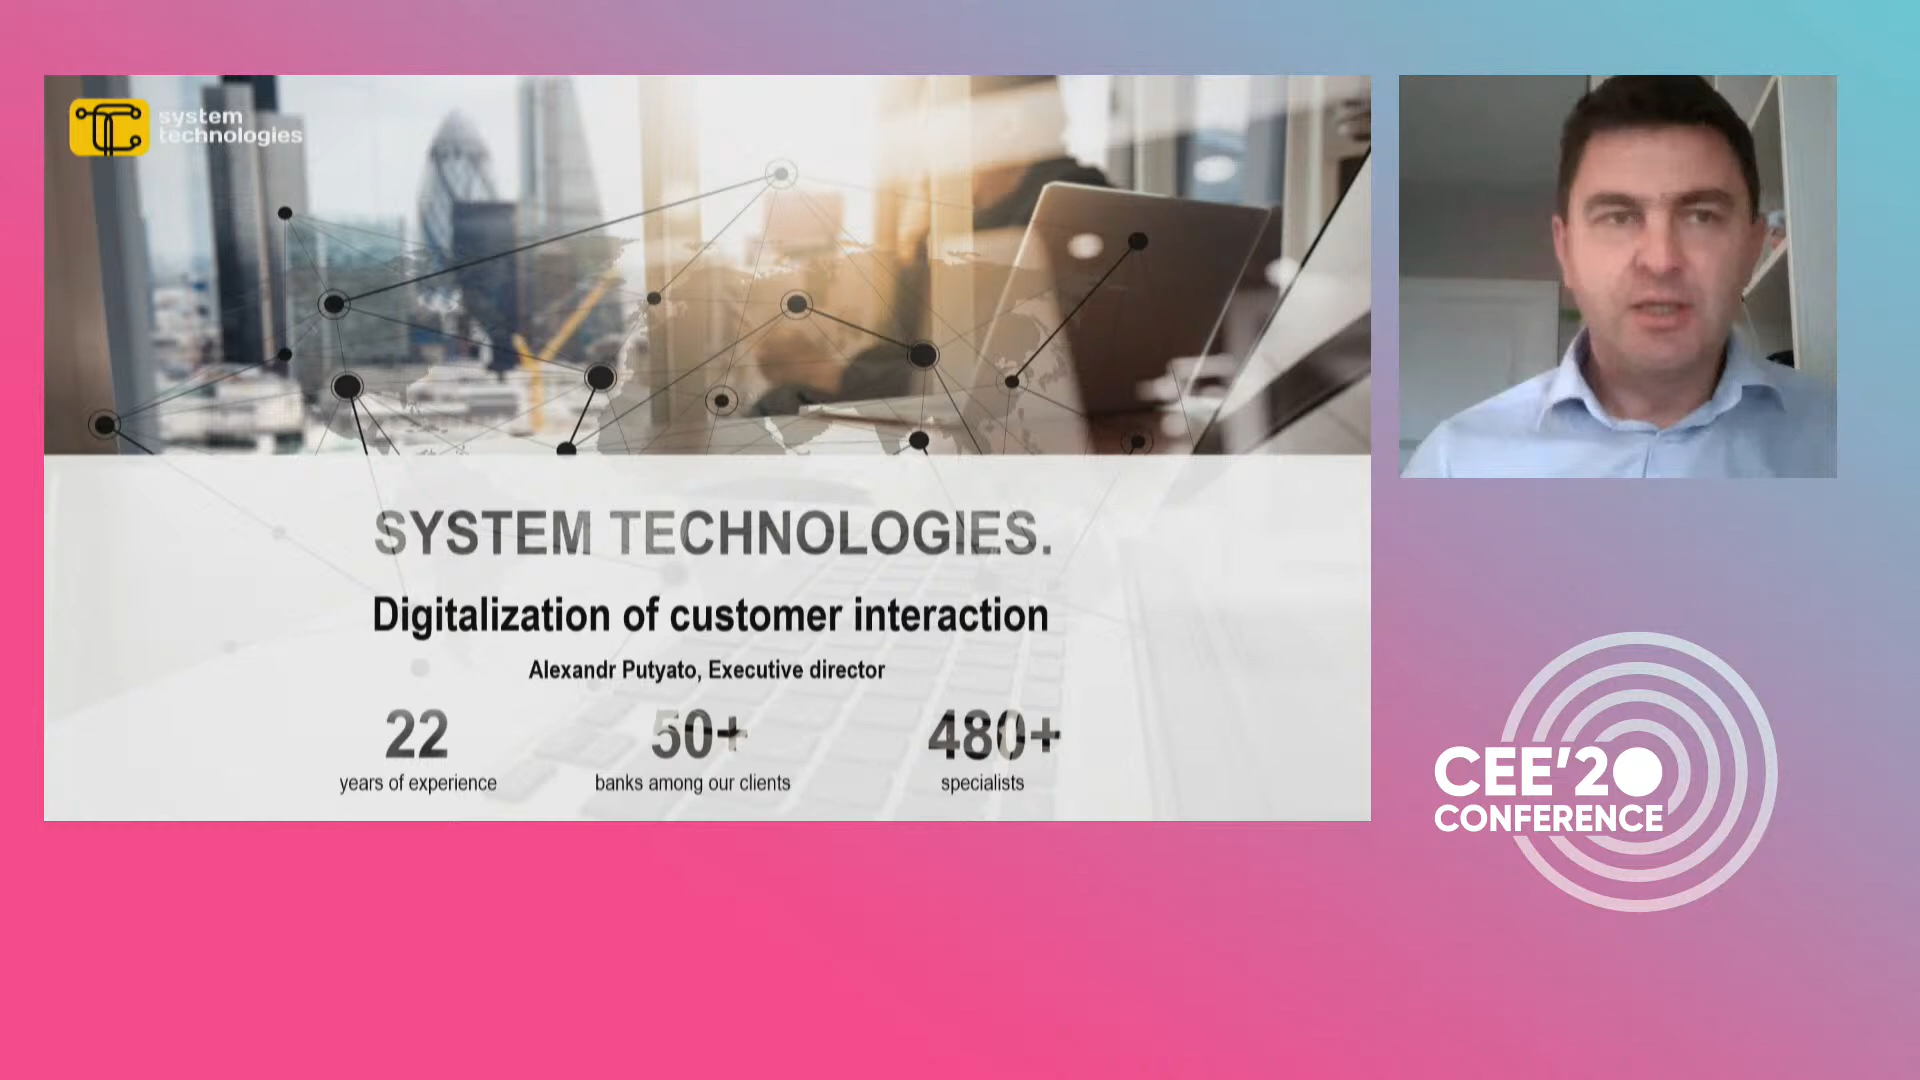 system
technologies
SYSTEM TECHNOLOGIES.
Digitalization of customer interaction
Alexandr Putyato, Executive director
22
years of experience
50+
banks among our clients
480+
specialists
CEE'20
CONFERENCE